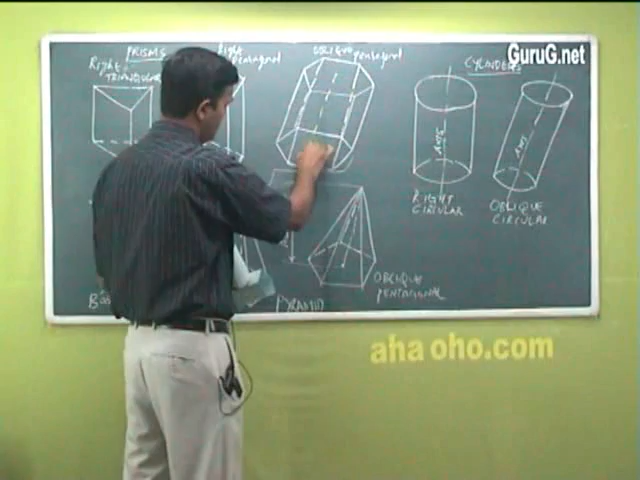 GuruG.net
PRISMS
Right
TRIANGULAR
Right
Pentagonal
OBLIQUE
Pentagonal
CYLINDERS
AXIS
AXIS
RIGHT
CIRCULAR
OBLIQUE
CIRCULAR
OBLIQUE
PENTAGONAL
PYRAMID
aha oho.com